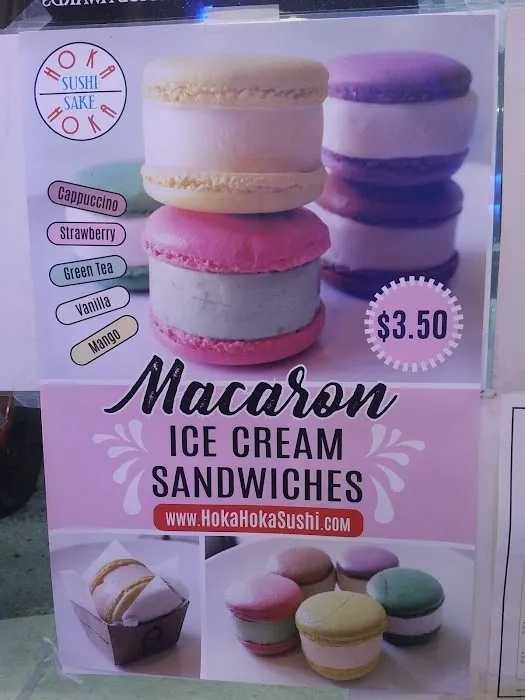 HOKA
SUSHI
SAKE
HOKA
Cappuccino
Strawberry
Green Tea
Vanilla
Mango
$3.50
Macaron
ICE CREAM
SANDWICHES
www.HokaHokaSushi.com